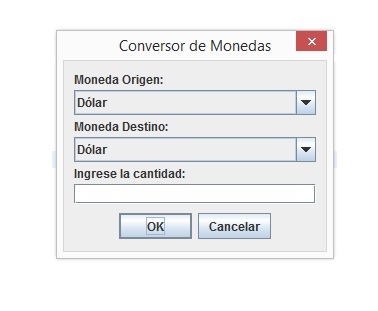 Conversor de Monedas
Moneda Origen:
Dólar
Moneda Destino:
Dólar
Ingrese la cantidad:
OK Cancelar